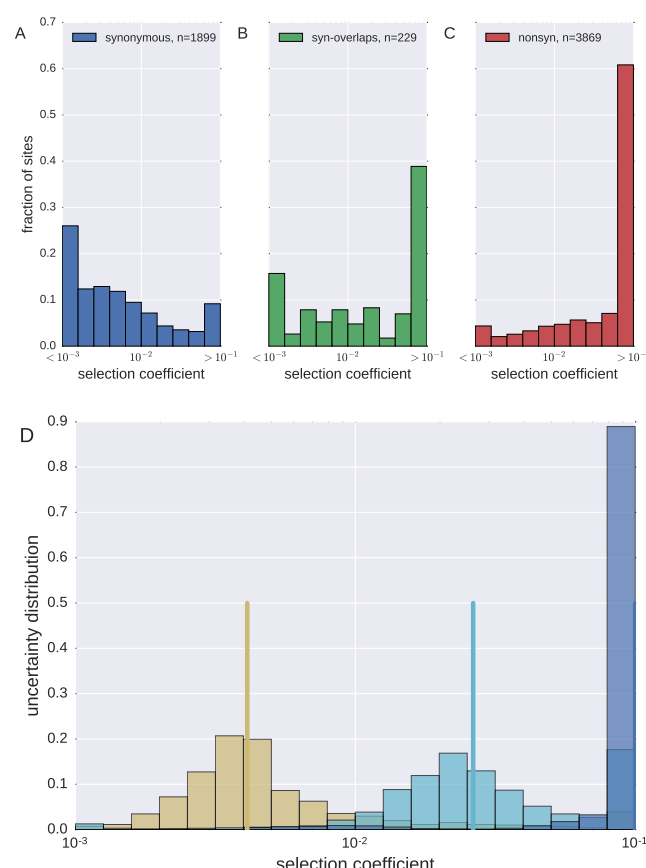 A
synonymous, n=1899
B
syn-overlaps, n=229
C
nonsyn, n=3869
fraction of sites
0.7
0.6
0.5
0.4
0.3
0.2
0.1
0.0
< 10⁻³ 10⁻² > 10⁻¹
< 10⁻³ 10⁻² > 10⁻¹
< 10⁻³ 10⁻² > 10⁻
selection coefficient
selection coefficient
selection coefficient
D
uncertainty distribution
0.9
0.8
0.7
0.6
0.5
0.4
0.3
0.2
0.1
0.0
10⁻³ 10⁻² 10⁻¹
selection coefficient